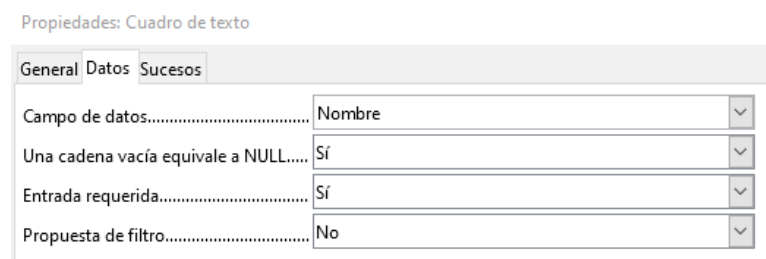 Propiedades: Cuadro de texto
General Datos Sucesos
Campo de datos..................................... Nombre
Una cadena vacía equivale a NULL..... Sí
Entrada requerida.................................. Sí
Propuesta de filtro................................. No